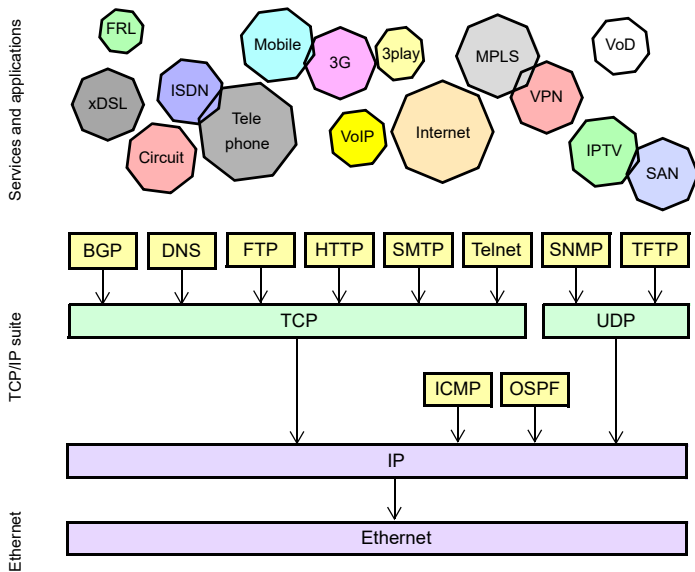 Services and applications
FRL
Mobile
3G
3play
MPLS
VoD
xDSL
ISDN
Tele
phone
VoIP
Internet
VPN
Circuit
IPTV
SAN
TCP/IP suite
BGP
DNS
FTP
HTTP
SMTP
Telnet
SNMP
TFTP
TCP
UDP
ICMP
OSPF
IP
Ethernet
Ethernet